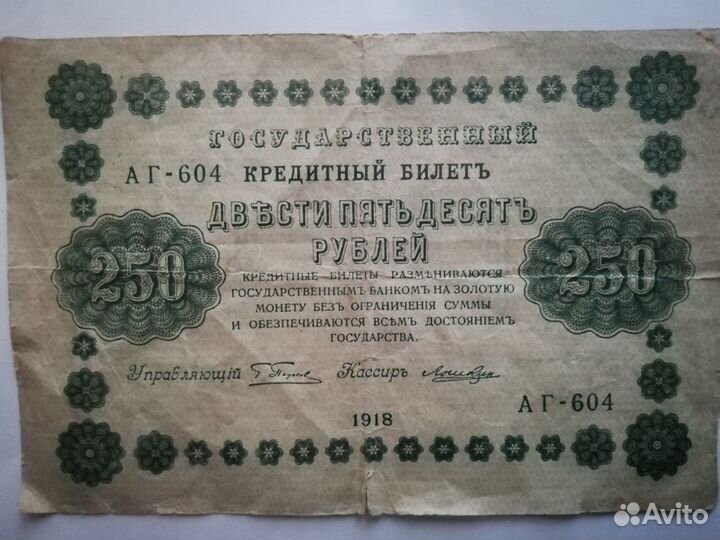 ГОСУДАРСТВЕННЫЙ
АГ-604 КРЕДИТНЫЙ БИЛЕТЪ
ДВѢСТИ ПЯТЬДЕСЯТЪ
РУБЛЕЙ
250
250
КРЕДИТНЫЕ БИЛЕТЫ РАЗМѢНИВАЮТСЯ
ГОСУДАРСТВЕННЫМЪ БАНКОМЪ НА ЗОЛОТУЮ
МОНЕТУ БЕЗЪ ОГРАНИЧЕНІЯ СУММЫ
И ОБЕЗПЕЧИВАЮТСЯ ВСѢМЪ ДОСТОЯНІЕМЪ
ГОСУДАРСТВА.
Управляющій Кассиръ
АГ-604
1918
Avito